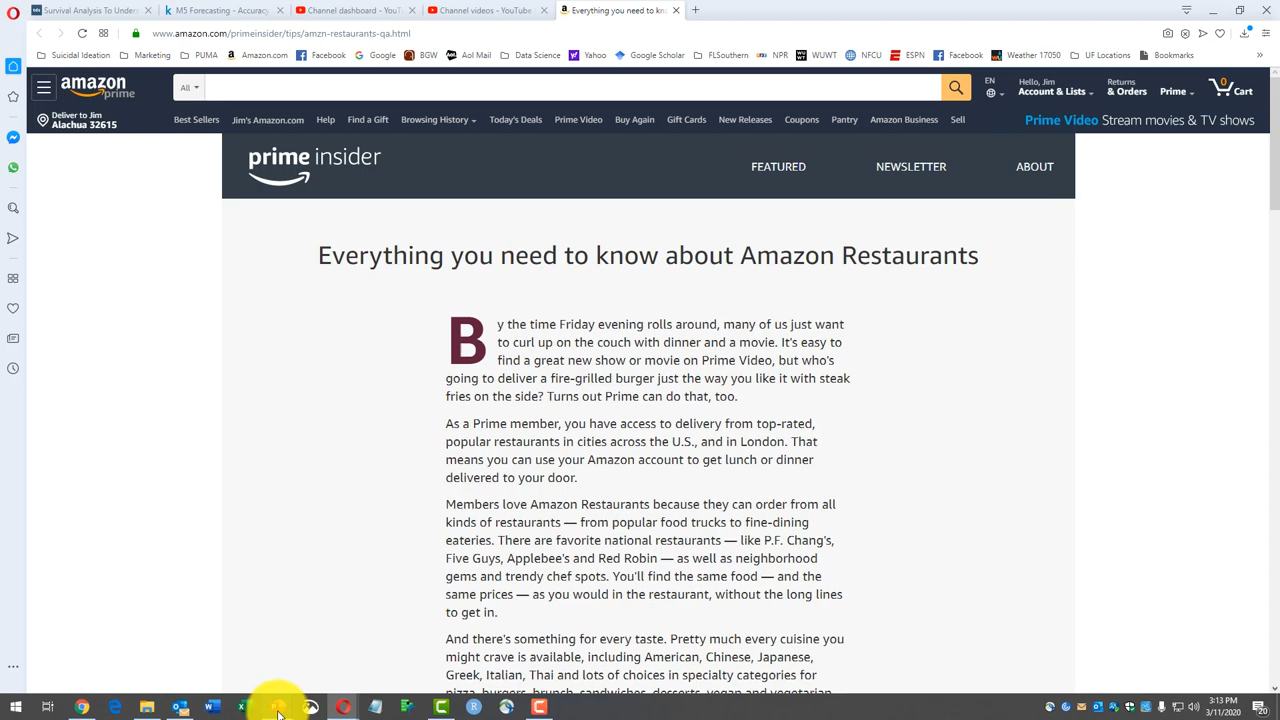 Survival Analysis To Under
M5 Forecasting - Accuracy
Channel dashboard - YouTu
Channel videos - YouTube
Everything you need to kno
www.amazon.com/primeinsider/tips/amzn-restaurants-qa.html
Suicidal Ideation
Marketing
PUMA
Amazon.com
Facebook
Google
BGW
Aol Mail
Data Science
Yahoo
Google Scholar
FLSouthern
NPR
WUWT
NFCU
ESPN
Facebook
Weather 17050
UF Locations
Bookmarks
amazon
prime
All
EN
Hello, Jim
Account & Lists
Returns
& Orders
Prime
0
Cart
Deliver to Jim
Alachua 32615
Best Sellers
Jim's Amazon.com
Help
Find a Gift
Browsing History
Today's Deals
Prime Video
Buy Again
Gift Cards
New Releases
Coupons
Pantry
Amazon Business
Sell
Prime Video Stream movies & TV shows
prime insider
FEATURED
NEWSLETTER
ABOUT
Everything you need to know about Amazon Restaurants
By the time Friday evening rolls around, many of us just want
to curl up on the couch with dinner and a movie. It's easy to
find a great new show or movie on Prime Video, but who's
going to deliver a fire-grilled burger just the way you like it with steak
fries on the side? Turns out Prime can do that, too.
As a Prime member, you have access to delivery from top-rated,
popular restaurants in cities across the U.S., and in London. That
means you can use your Amazon account to get lunch or dinner
delivered to your door.
Members love Amazon Restaurants because they can order from all
kinds of restaurants — from popular food trucks to fine-dining
eateries. There are favorite national restaurants — like P.F. Chang's,
Five Guys, Applebee's and Red Robin — as well as neighborhood
gems and trendy chef spots. You'll find the same food — and the
same prices — as you would in the restaurant, without the long lines
to get in.
And there's something for every taste. Pretty much every cuisine you
might crave is available, including American, Chinese, Japanese,
Greek, Italian, Thai and lots of choices in specialty categories for
pizza, burgers, brunch, sandwiches, desserts, vegan and vegetarian
3:13 PM
3/11/2020
20